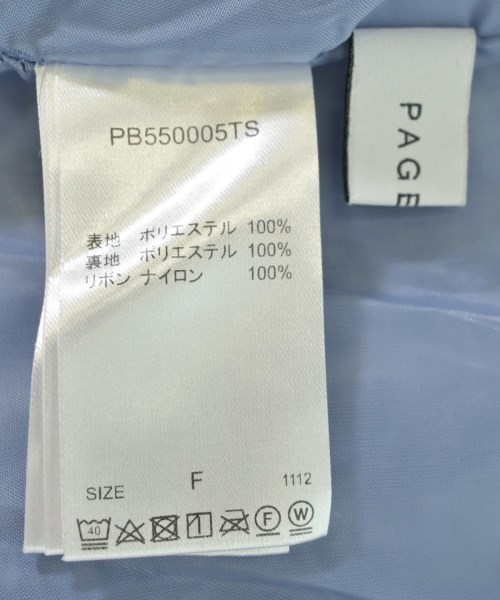 PB550005TS
表地 ポリエステル 100%
裏地 ポリエステル 100%
リボン ナイロン 100%
SIZE F 1112
40 F W
PAGE